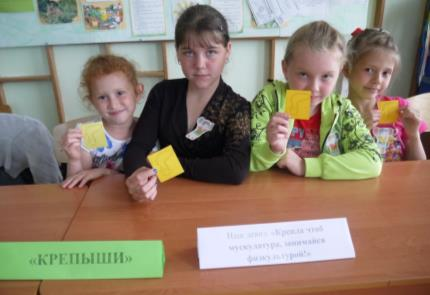 «КРЕПЫШИ»
Наш девиз: «Крепла чтоб
мускулатура, занимайся
физкультурой!»